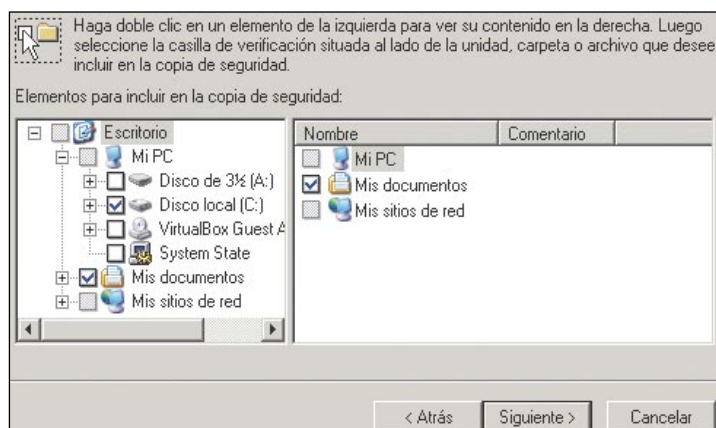 Haga doble clic en un elemento de la izquierda para ver su contenido en la derecha. Luego
seleccione la casilla de verificación situada al lado de la unidad, carpeta o archivo que desee
incluir en la copia de seguridad.
Elementos para incluir en la copia de seguridad:
Escritorio
Mi PC
Disco de 3½ (A:)
Disco local (C:)
VirtualBox Guest A
System State
Mis documentos
Mis sitios de red
Nombre Comentario
Mi PC
Mis documentos
Mis sitios de red
< Atrás Siguiente > Cancelar